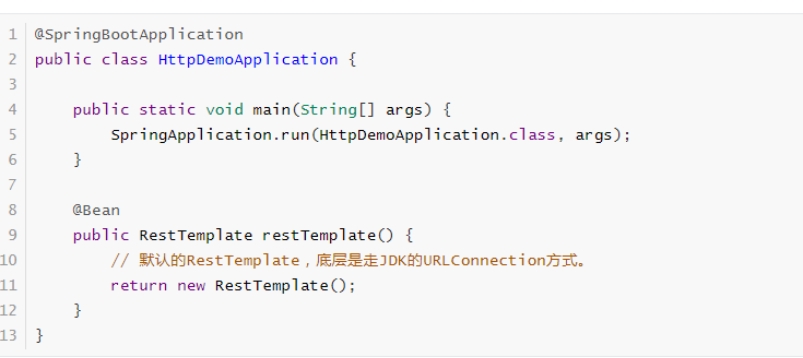 1 @SpringBootApplication
2 public class HttpDemoApplication {
3
4     public static void main(String[] args) {
5         SpringApplication.run(HttpDemoApplication.class, args);
6     }
7
8     @Bean
9     public RestTemplate restTemplate() {
10         // 默认的RestTemplate，底层是走JDK的URLConnection方式。
11         return new RestTemplate();
12     }
13 }